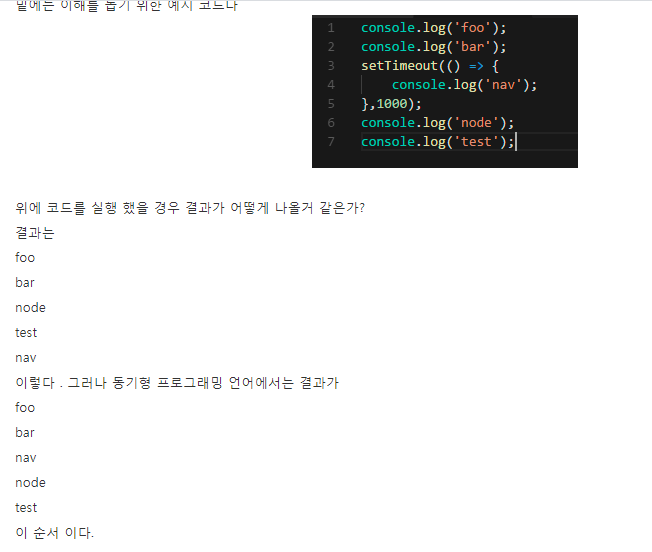 밑에는 이해를 돕기 위한 예시 코드다
1 console.log('foo');
2 console.log('bar');
3 setTimeout(() => {
4 console.log('nav');
5 },1000);
6 console.log('node');
7 console.log('test');
위에 코드를 실행 했을 경우 결과가 어떻게 나올거 같은가?
결과는
foo
bar
node
test
nav
이렇다 . 그러나 동기형 프로그래밍 언어에서는 결과가
foo
bar
nav
node
test
이 순서 이다.